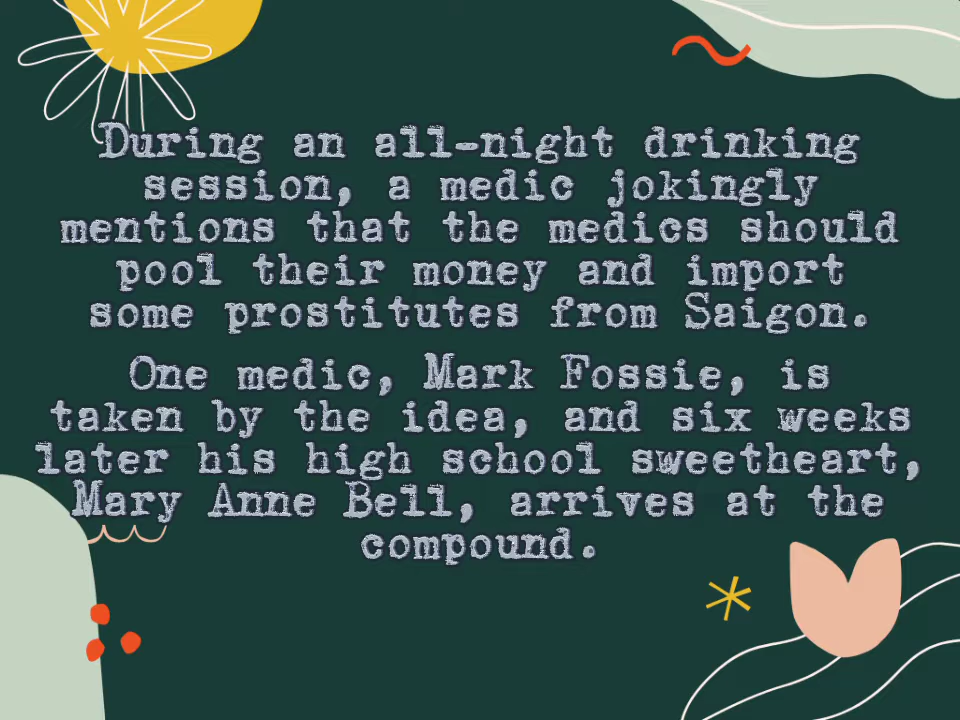 During an all-night drinking
session, a medic jokingly
mentions that the medics should
pool their money and import
some prostitutes from Saigon.
One medic, Mark Fossie, is
taken by the idea, and six weeks
later his high school sweetheart,
Mary Anne Bell, arrives at the
compound.